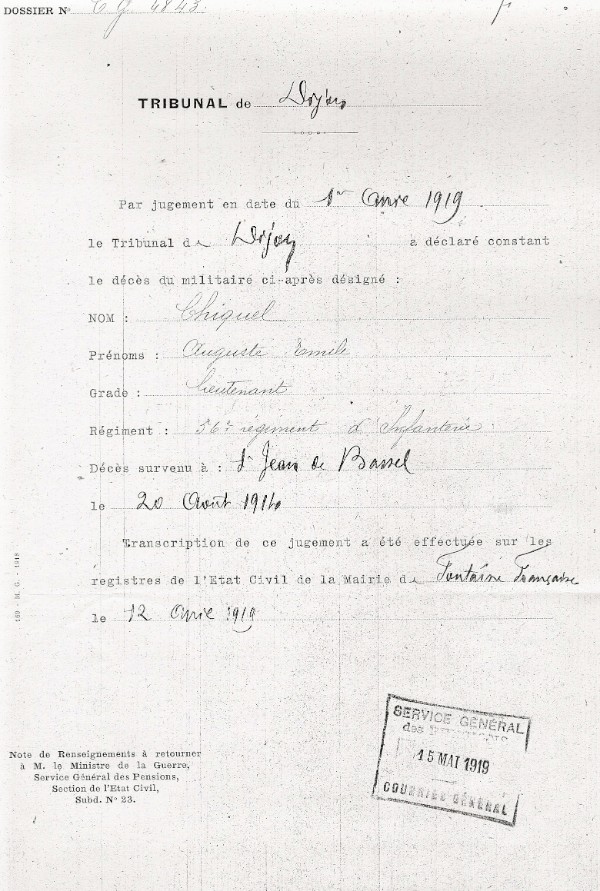 DOSSIER N° C G 4843
TRIBUNAL de Dijon
Par jugement en date du 1er Avril 1919
le Tribunal de Dijon a déclaré constant
le décès du militaire ci-après désigné :
NOM : Chiquel
Prénoms : Auguste Emile
Grade : lieutenant
Régiment : 56e régiment d'Infanterie
Décès survenu à : St Jean de Bassel
le 20 Août 1914
Transcription de ce jugement a été effectuée sur les
registres de l'Etat Civil de la Mairie de Fontaine Française
le 12 Avril 1919
169 - M. G. - 1918
Note de Renseignements à retourner
à M. le Ministre de la Guerre,
Service Général des Pensions,
Section de l'Etat Civil,
Subd. N° 23.
SERVICE GÉNÉRAL
des
15 MAI 1919
COURRIER GÉNÉRAL